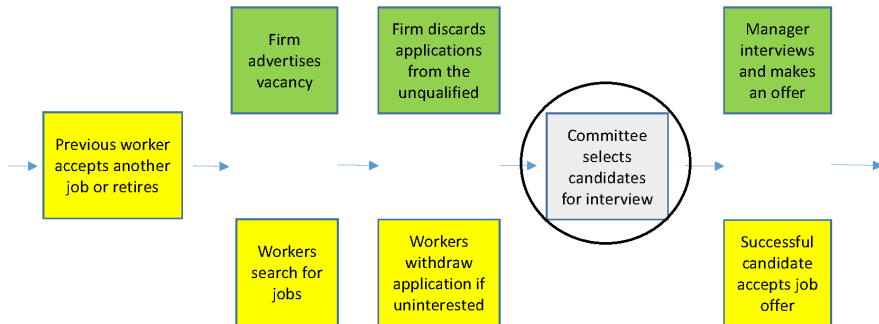 Previous worker
accepts another
job or retires
Firm
advertises
vacancy
Workers
search for
jobs
Firm discards
applications
from the
unqualified
Workers
withdraw
application if
uninterested
Committee
selects
candidates
for interview
Manager
interviews
and makes
an offer
Successful
candidate
accepts job
offer